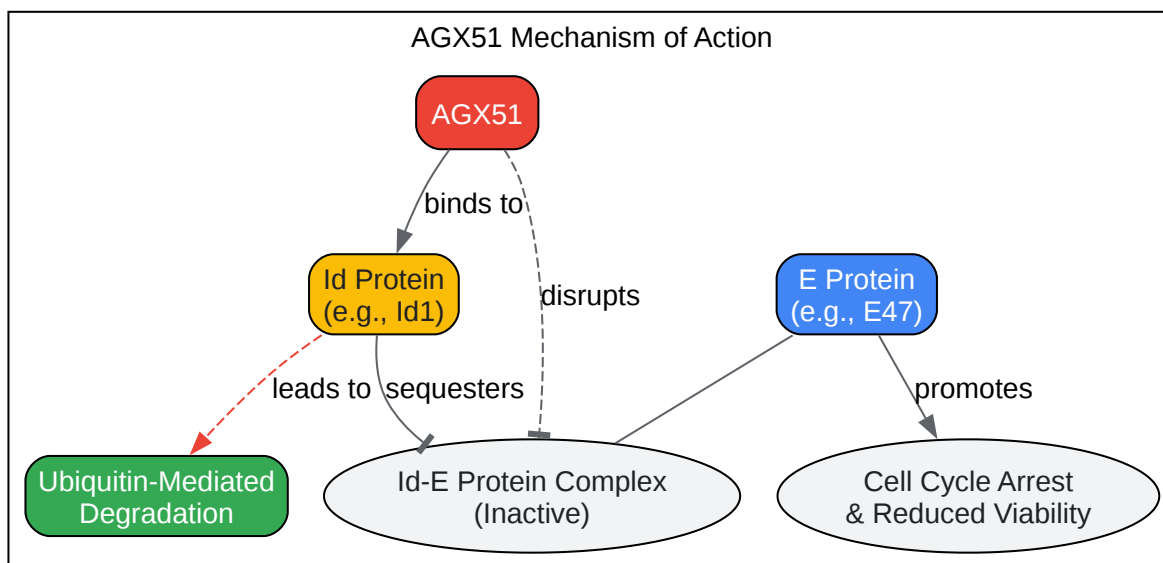 AGX51 Mechanism of Action
AGX51
binds to
Id Protein
(e.g., Id1)
disrupts
E Protein
(e.g., E47)
leads to
sequesters
promotes
Ubiquitin-Mediated
Degradation
Id-E Protein Complex
(Inactive)
Cell Cycle Arrest
& Reduced Viability